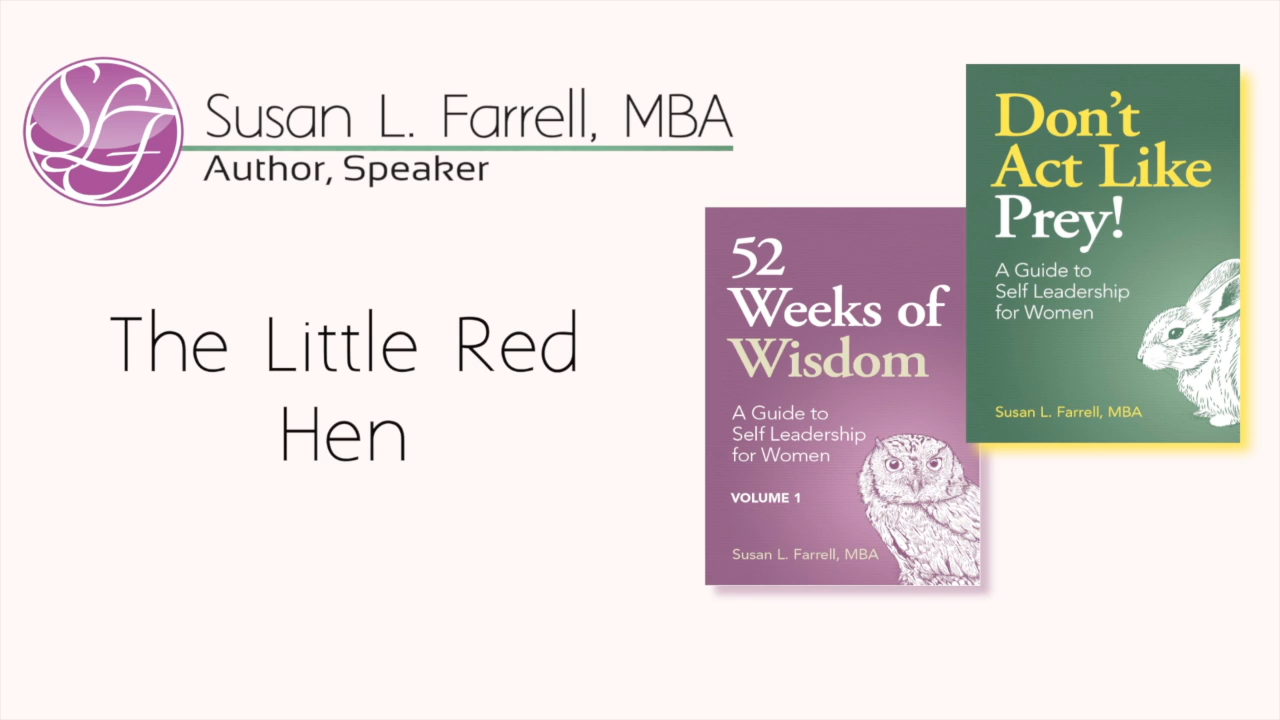 SLF
Susan L. Farrell, MBA
Author, Speaker
The Little Red
Hen
52
Weeks of
Wisdom
A Guide to
Self Leadership
for Women
VOLUME 1
Susan L. Farrell, MBA
Don't
Act Like
Prey!
A Guide to
Self Leadership
for Women
Susan L. Farrell, MBA